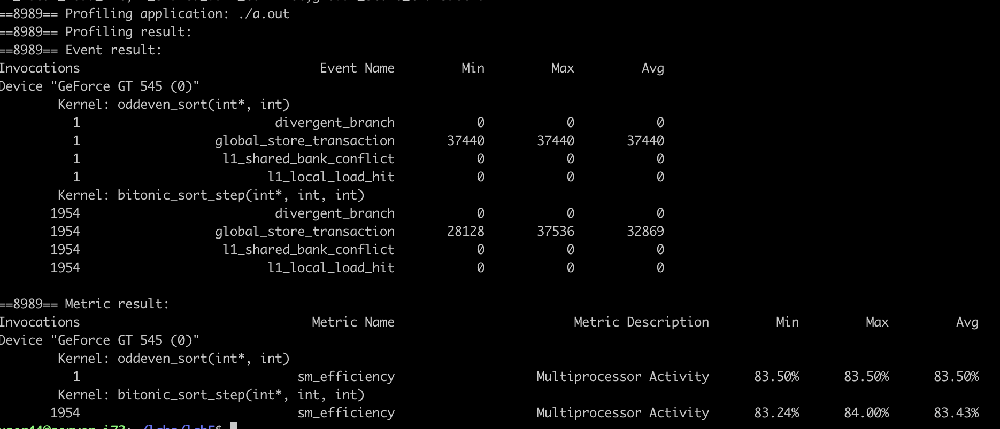 ==8989== Profiling application: ./a.out
==8989== Profiling result:
==8989== Event result:
Invocations                                Event Name         Min         Max         Avg
Device "GeForce GT 545 (0)"
        Kernel: oddeven_sort(int*, int)
          1                          divergent_branch           0           0           0
          1                  global_store_transaction       37440       37440       37440
          1                   l1_shared_bank_conflict           0           0           0
          1                         l1_local_load_hit           0           0           0
        Kernel: bitonic_sort_step(int*, int, int)
       1954                          divergent_branch           0           0           0
       1954                  global_store_transaction       28128       37536       32869
       1954                   l1_shared_bank_conflict           0           0           0
       1954                         l1_local_load_hit           0           0           0
==8989== Metric result:
Invocations                               Metric Name                        Metric Description         Min         Max         Avg
Device "GeForce GT 545 (0)"
        Kernel: oddeven_sort(int*, int)
          1                             sm_efficiency                   Multiprocessor Activity      83.50%      83.50%      83.50%
        Kernel: bitonic_sort_step(int*, int, int)
       1954                             sm_efficiency                   Multiprocessor Activity      83.24%      84.00%      83.43%